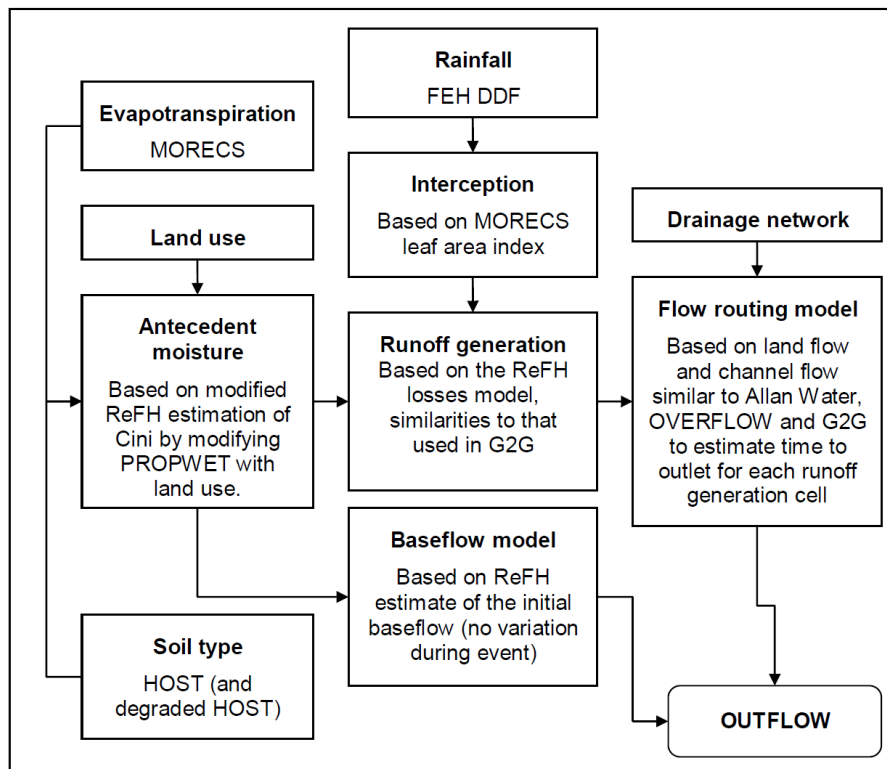 Rainfall
FEH DDF
Evapotranspiration
MORECS
Interception
Based on MORECS
leaf area index
Land use
Drainage network
Antecedent
moisture
Based on modified
ReFH estimation of
Cini by modifying
PROPWET with
land use.
Runoff generation
Based on the ReFH
losses model,
similarities to that
used in G2G
Flow routing model
Based on land flow
and channel flow
similar to Allan Water,
OVERFLOW and G2G
to estimate time to
outlet for each runoff
generation cell
Baseflow model
Based on ReFH
estimate of the initial
baseflow (no variation
during event)
Soil type
HOST (and
degraded HOST)
OUTFLOW